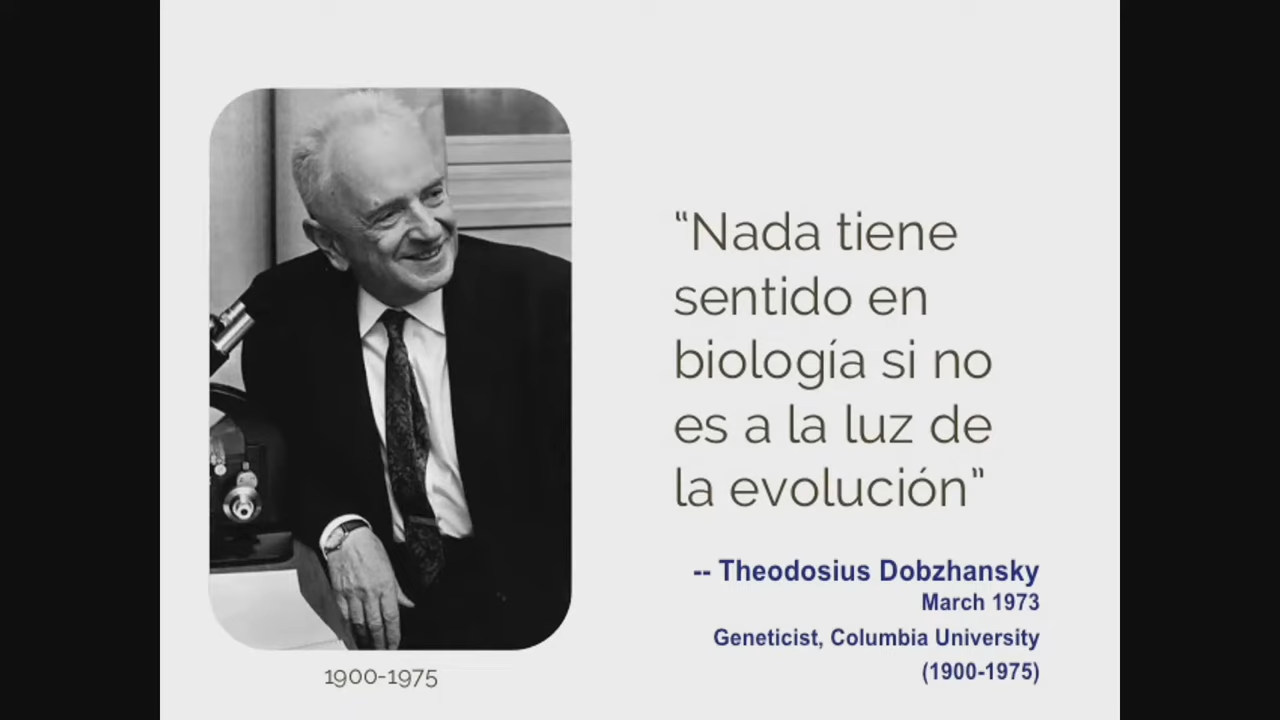 “Nada tiene
sentido en
biología si no
es a la luz de
la evolución”
-- Theodosius Dobzhansky
March 1973
Geneticist, Columbia University
(1900-1975)
1900-1975